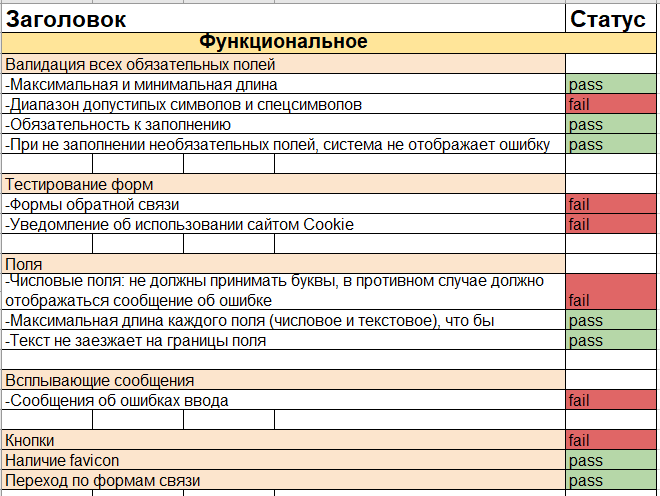 Заголовок Статус
Функциональное
Валидация всех обязательных полей
-Максимальная и минимальная длина pass
-Диапазон допустипых символов и спецсимволов fail
-Обязательность к заполнению pass
-При не заполнении необязательных полей, система не отображает ошибку pass
Тестирование форм
-Формы обратной связи fail
-Уведомление об использовании сайтом Cookie fail
Поля
-Числовые поля: не должны принимать буквы, в противном случае должно
отображаться сообщение об ошибке fail
-Максимальная длина каждого поля (числовое и текстовое), что бы pass
-Текст не заезжает на границы поля pass
Всплывающие сообщения
-Сообщения об ошибках ввода fail
Кнопки fail
Наличие favicon pass
Переход по формам связи pass